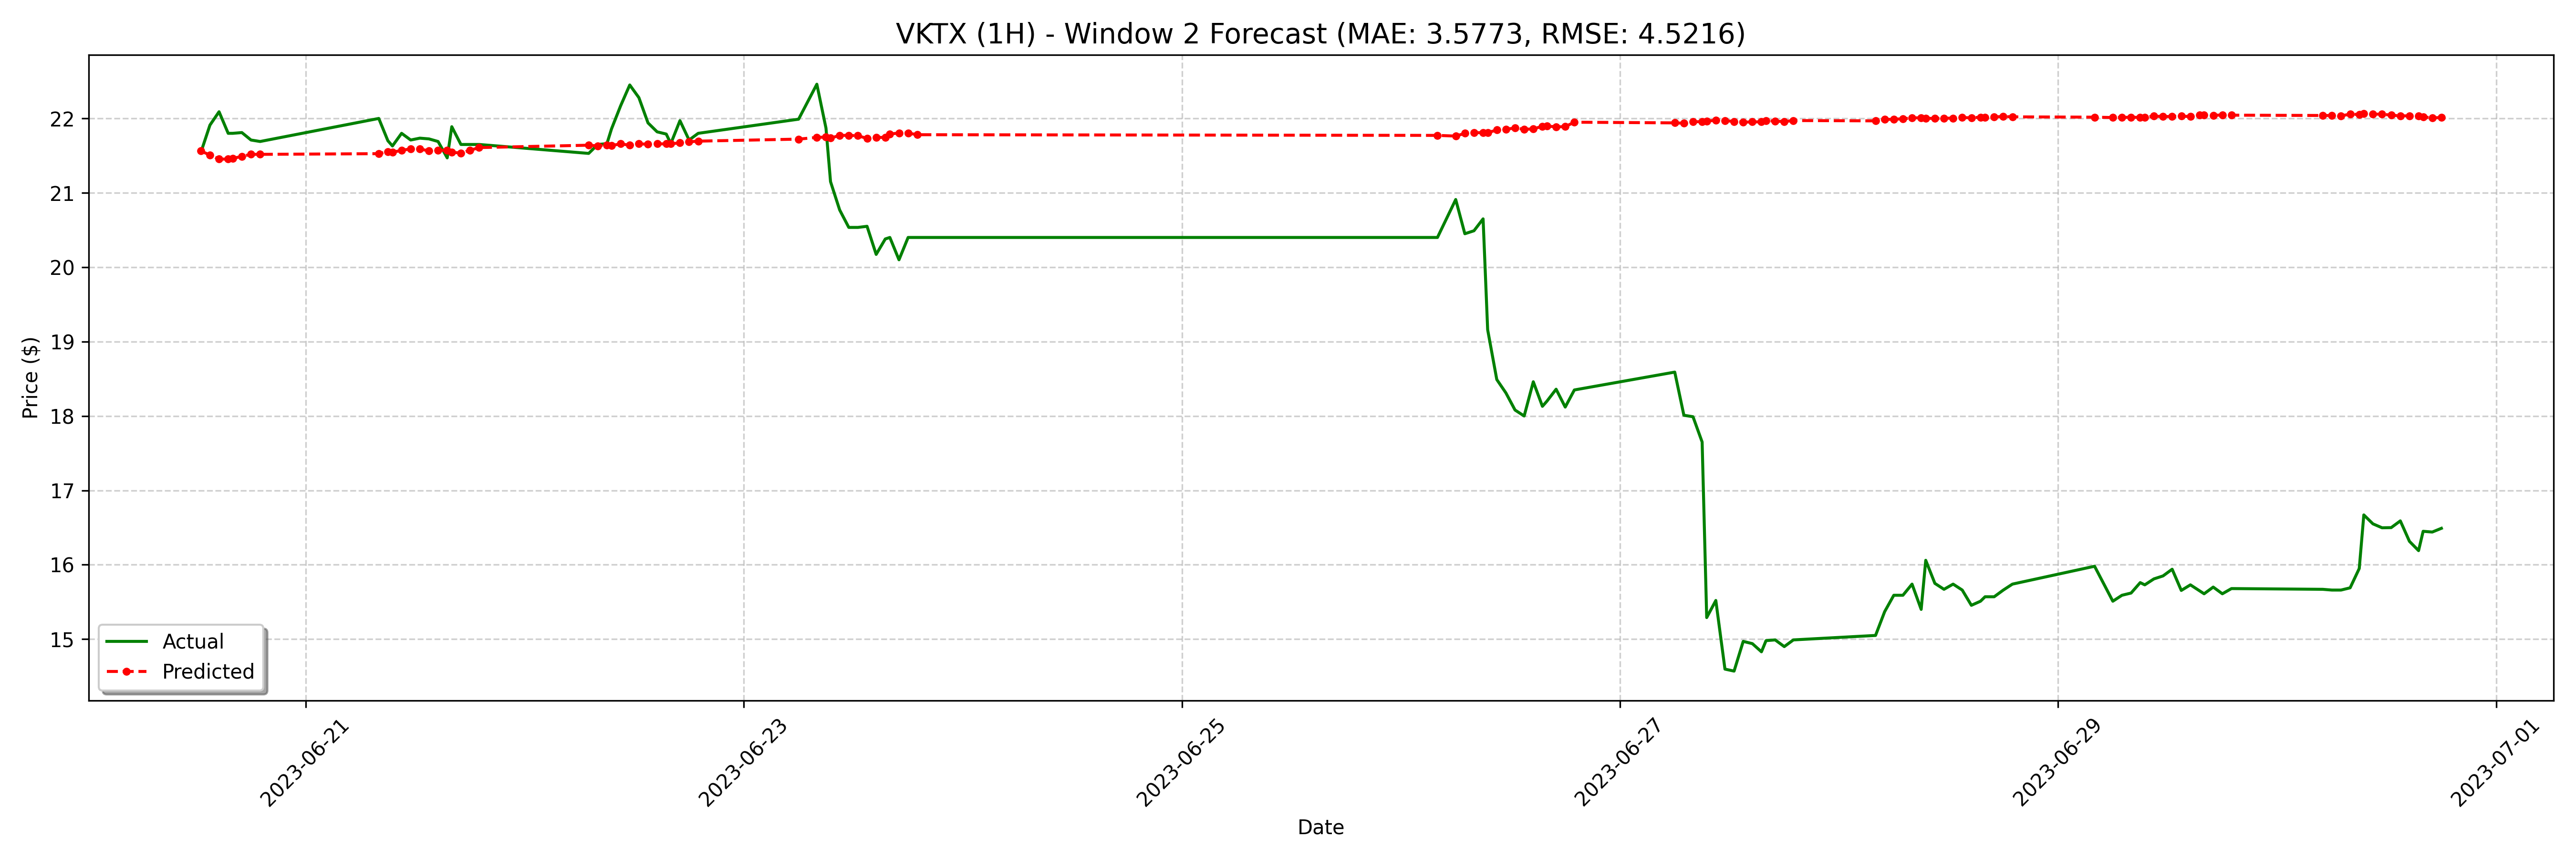 VKTX (1H) - Window 2 Forecast (MAE: 3.5773, RMSE: 4.5216)
Price ($)
22
21
20
19
18
17
16
15
Actual
Predicted
2023-06-21
2023-06-23
2023-06-25
2023-06-27
2023-06-29
2023-07-01
Date